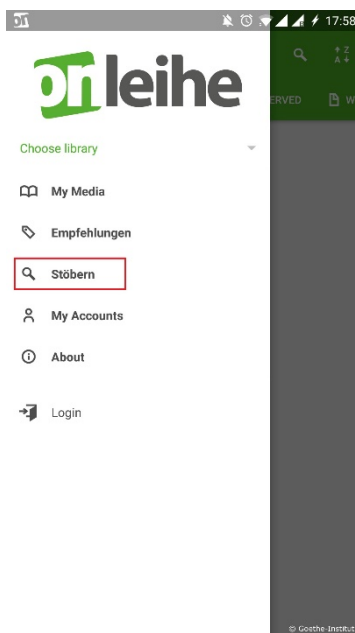 17:58
onleihe
Choose library
ERVED W
My Media
Empfehlungen
Stöbern
My Accounts
About
Login
© Goethe-Institut